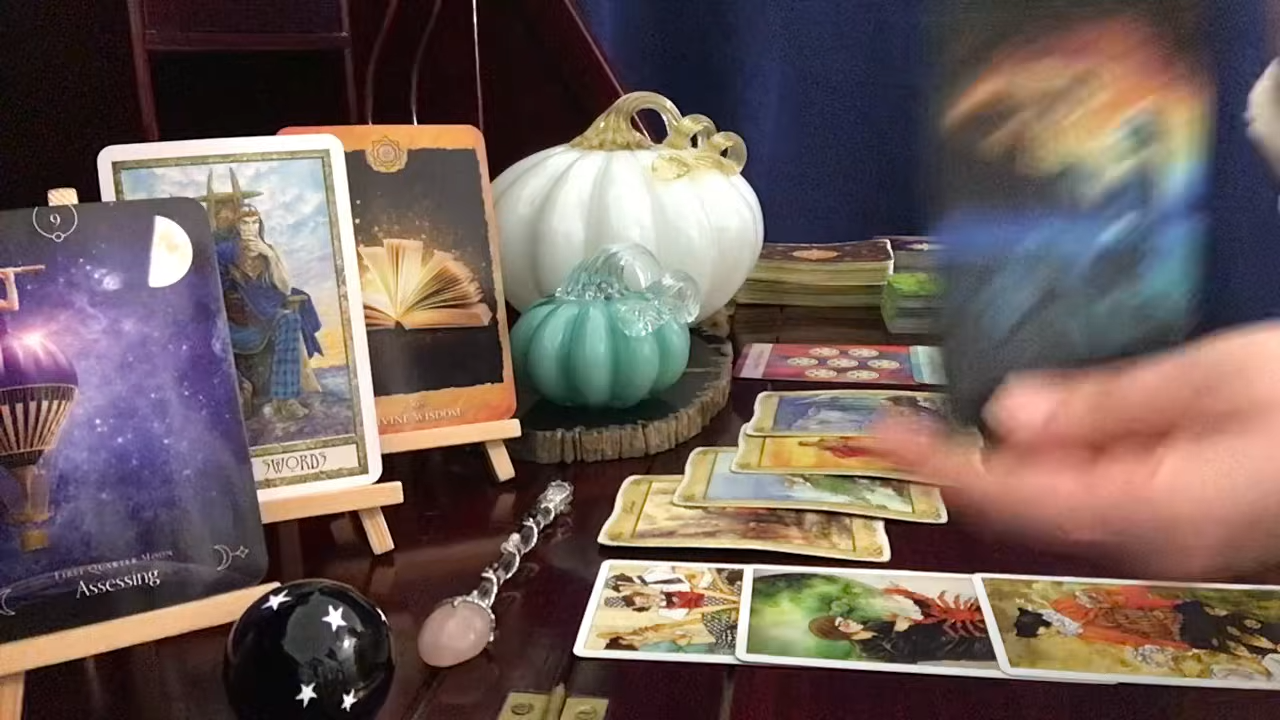 9
FIRST QUARTER MOON
Assessing
SWORDS
DIVINE WISDOM